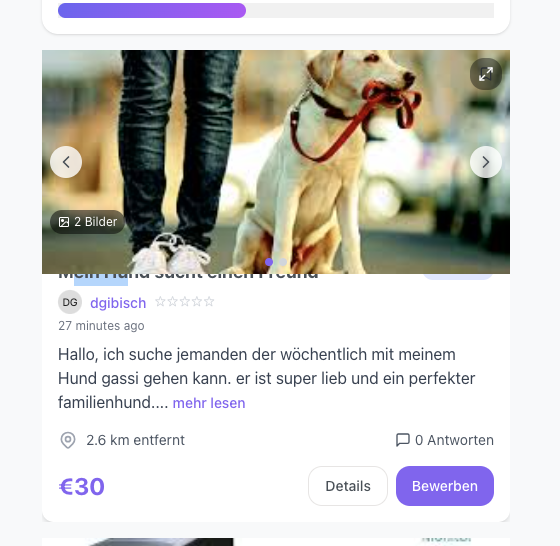 2 Bilder
Mein Hund sucht einen Freund
DG dgibisch
27 minutes ago
Hallo, ich suche jemanden der wöchentlich mit meinem
Hund gassi gehen kann. er ist super lieb und ein perfekter
familienhund.... mehr lesen
2.6 km entfernt 0 Antworten
€30 Details Bewerben